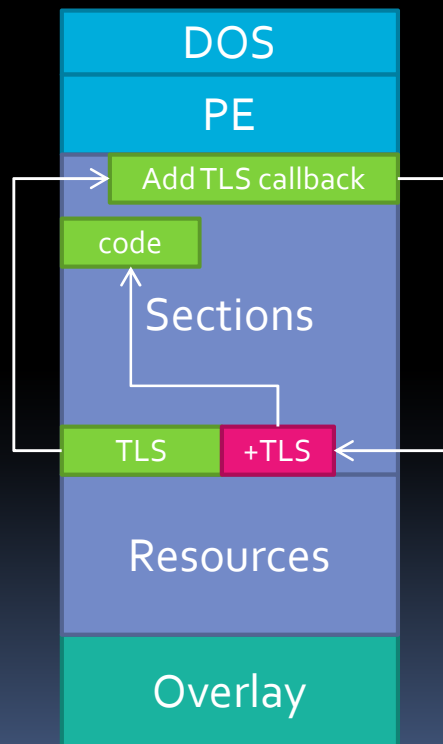 DOS
PE
Add TLS callback
code
Sections
TLS +TLS
Resources
Overlay